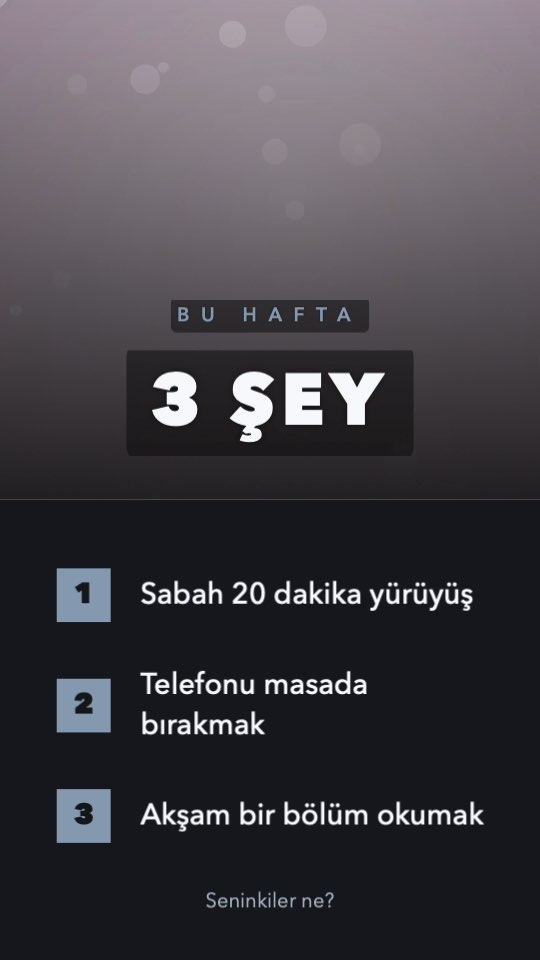 BU HAFTA
3 ŞEY
1 Sabah 20 dakika yürüyüş
2 Telefonu masada
bırakmak
3 Akşam bir bölüm okumak
Seninkiler ne?